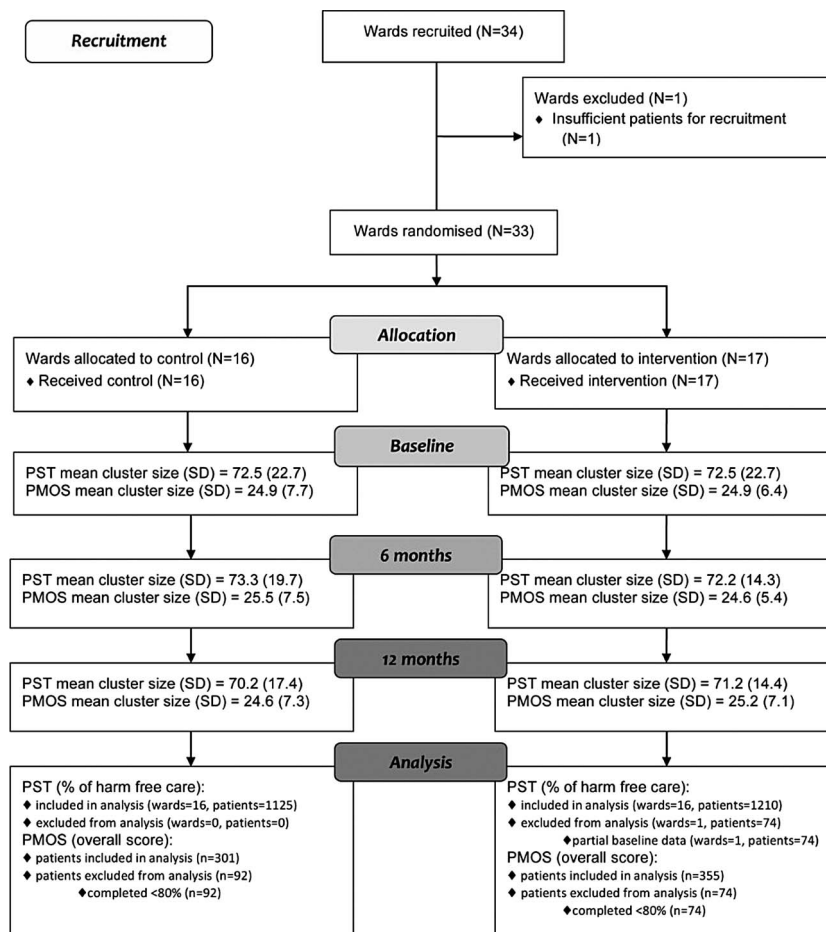 Recruitment
Wards recruited (N=34)
Wards excluded (N=1)
♦ Insufficient patients for recruitment
(N=1)
Wards randomised (N=33)
Allocation
Wards allocated to control (N=16)
♦ Received control (N=16)
Wards allocated to intervention (N=17)
♦ Received intervention (N=17)
Baseline
PST mean cluster size (SD) = 72.5 (22.7)
PMOS mean cluster size (SD) = 24.9 (7.7)
PST mean cluster size (SD) = 72.5 (22.7)
PMOS mean cluster size (SD) = 24.9 (6.4)
6 months
PST mean cluster size (SD) = 73.3 (19.7)
PMOS mean cluster size (SD) = 25.5 (7.5)
PST mean cluster size (SD) = 72.2 (14.3)
PMOS mean cluster size (SD) = 24.6 (5.4)
12 months
PST mean cluster size (SD) = 70.2 (17.4)
PMOS mean cluster size (SD) = 24.6 (7.3)
PST mean cluster size (SD) = 71.2 (14.4)
PMOS mean cluster size (SD) = 25.2 (7.1)
Analysis
PST (% of harm free care):
♦ included in analysis (wards=16, patients=1125)
♦ excluded from analysis (wards=0, patients=0)
PMOS (overall score):
♦ patients included in analysis (n=301)
♦ patients excluded from analysis (n=92)
♦completed <80% (n=92)
PST (% of harm free care):
♦ included in analysis (wards=16, patients=1210)
♦ excluded from analysis (wards=1, patients=74)
♦partial baseline data (wards=1, patients=74)
PMOS (overall score):
♦ patients included in analysis (n=355)
♦ patients excluded from analysis (n=74)
♦completed <80% (n=74)